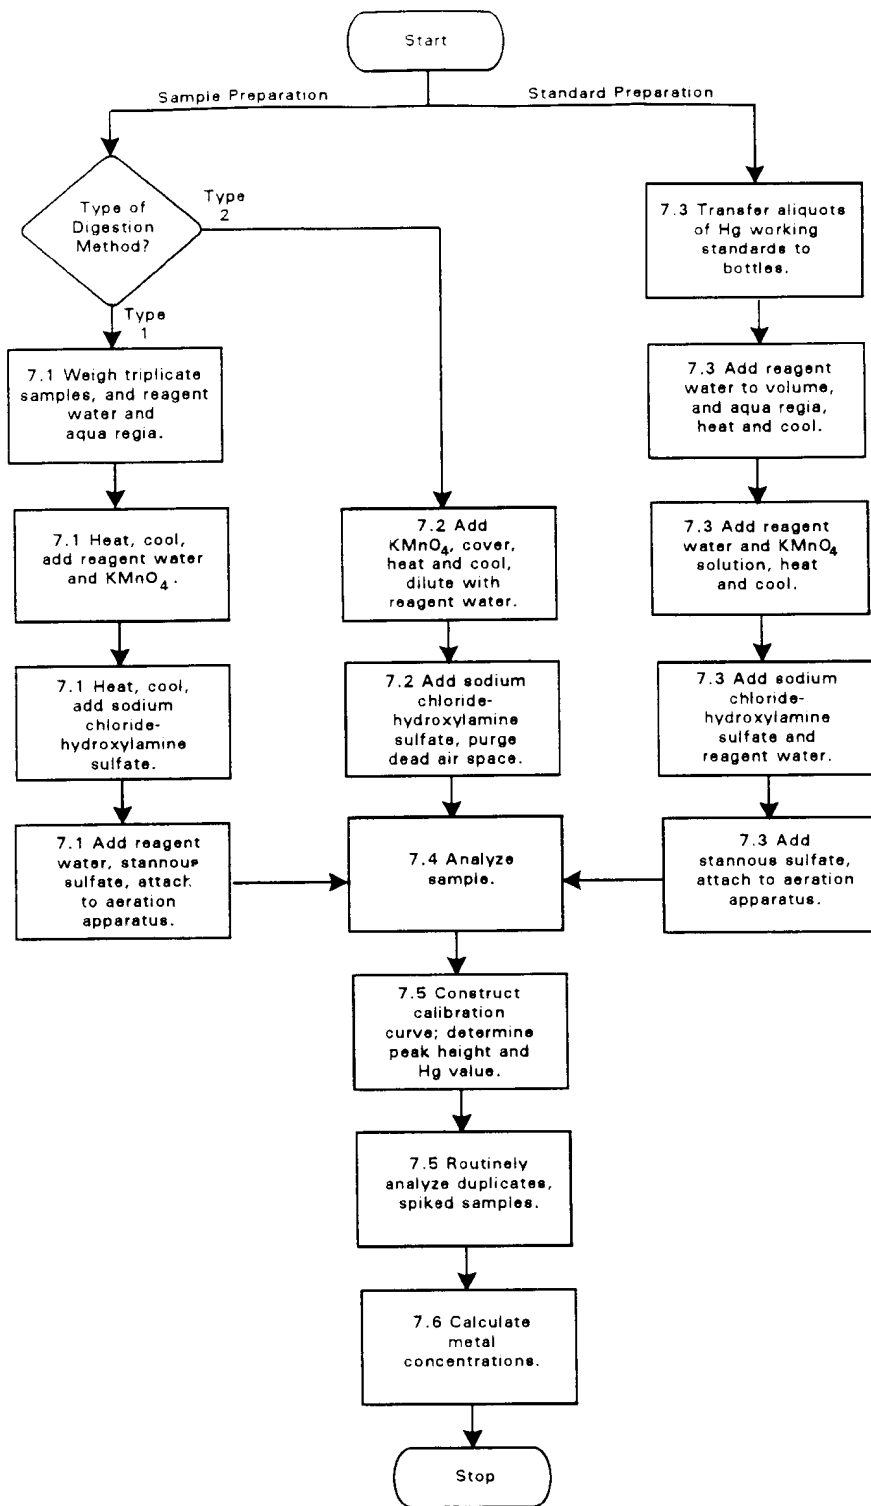 Start
Sample Preparation
Standard Preparation
Type of
Digestion
Method?
Type
2
Type
1
7.1 Weigh triplicate
samples, and reagent
water and
aqua regia.
7.1 Heat, cool,
add reagent water
and KMnO4.
7.1 Heat, cool,
add sodium
chloride-
hydroxylamine
sulfate.
7.1 Add reagent
water, stannous
sulfate, attach
to aeration
apparatus.
7.2 Add
KMnO4, cover,
heat and cool,
dilute with
reagent water.
7.2 Add sodium
chloride-
hydroxylamine
sulfate, purge
dead air space.
7.3 Transfer aliquots
of Hg working
standards to
bottles.
7.3 Add reagent
water to volume,
and aqua regia,
heat and cool.
7.3 Add reagent
water and KMnO4
solution, heat
and cool.
7.3 Add sodium
chloride-
hydroxylamine
sulfate and
reagent water.
7.3 Add
stannous sulfate,
attach to aeration
apparatus.
7.4 Analyze
sample.
7.5 Construct
calibration
curve; determine
peak height and
Hg value.
7.5 Routinely
analyze duplicates,
spiked samples.
7.6 Calculate
metal
concentrations.
Stop